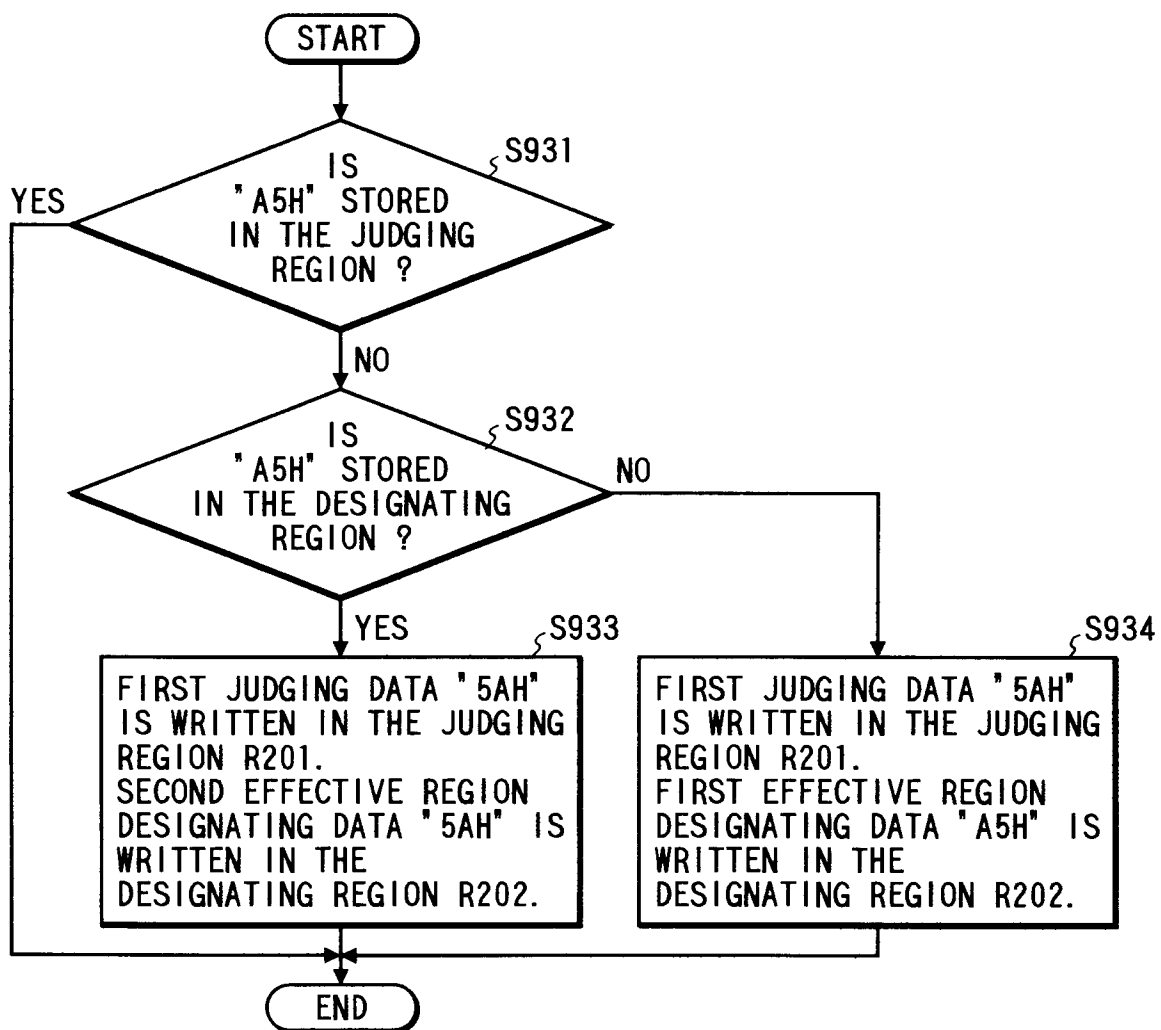 START
S931
IS
"A5H" STORED
IN THE JUDGING
REGION ?
YES
NO
S932
IS
"A5H" STORED
IN THE DESIGNATING
REGION ?
NO
YES
S933
FIRST JUDGING DATA "5AH"
IS WRITTEN IN THE JUDGING
REGION R201.
SECOND EFFECTIVE REGION
DESIGNATING DATA "5AH" IS
WRITTEN IN THE
DESIGNATING REGION R202.
S934
FIRST JUDGING DATA "5AH"
IS WRITTEN IN THE JUDGING
REGION R201.
FIRST EFFECTIVE REGION
DESIGNATING DATA "A5H" IS
WRITTEN IN THE
DESIGNATING REGION R202.
END